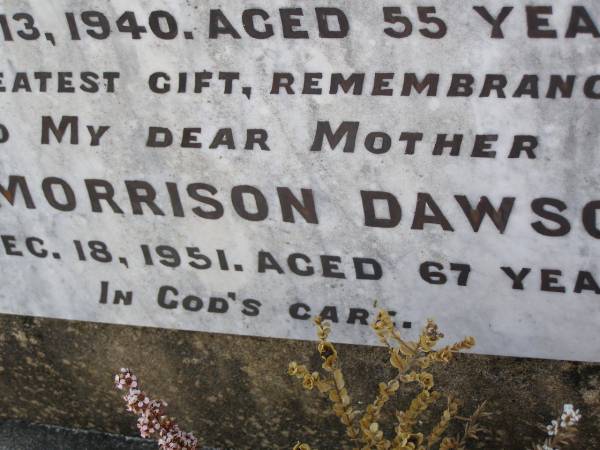 13, 1940. AGED 55 YEA
EATEST GIFT, REMEMBRANC
O MY DEAR MOTHER
MORRISON DAWSO
EC. 18, 1951. AGED 67 YEA
IN GOD'S CARE.